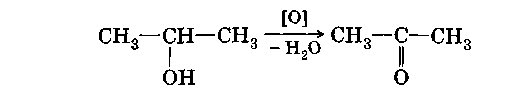 [O]
CH₃—CH—CH₃ ⟶ CH₃—C—CH₃
– H₂O
OH O